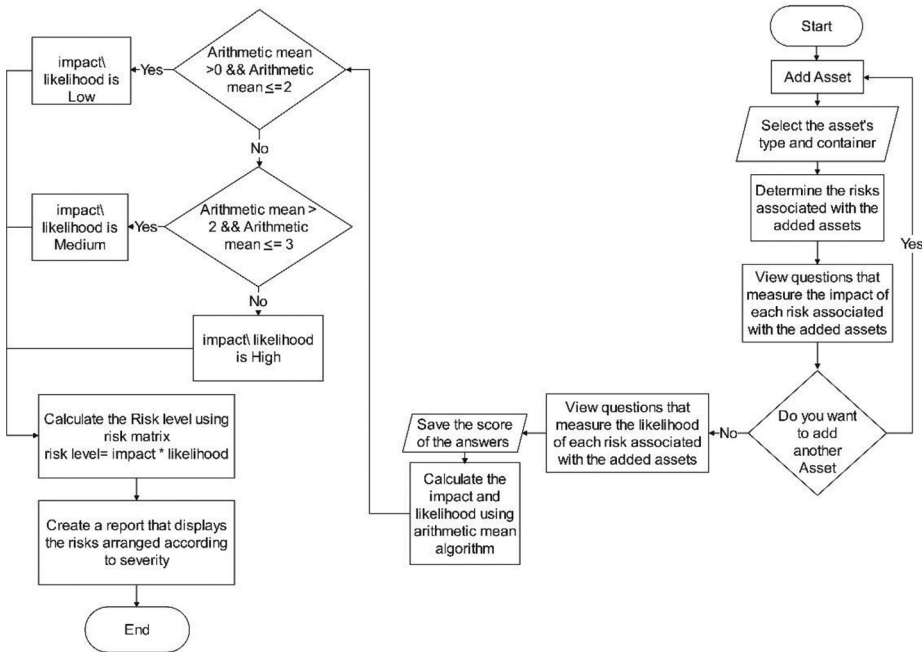 Start
Add Asset
Select the asset's
type and container
Determine the risks
associated with the
added assets
View questions that
measure the impact of
each risk associated
with the added assets
Do you want
to add
another
Asset
Yes
No
View questions that
measure the likelihood
of each risk associated
with the added assets
Save the score
of the answers
Calculate the
impact and
likelihood using
arithmetic mean
algorithm
Arithmetic mean
>0 && Arithmetic
mean ≤=2
Yes
impact\
likelihood is
Low
No
Arithmetic mean >
2 && Arithmetic
mean ≤= 3
Yes
impact\
likelihood is
Medium
No
impact\ likelihood
is High
Calculate the Risk level using
risk matrix
risk level= impact * likelihood
Create a report that displays
the risks arranged according
to severity
End